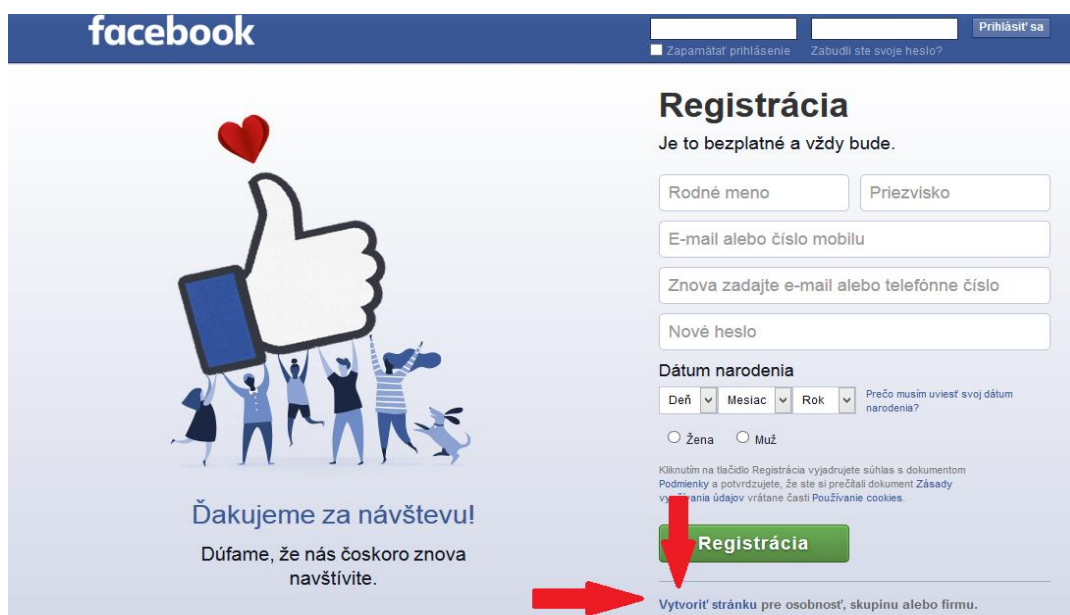 facebook
Prihlásiť sa
Zapamätať prihlásenie Zabudli ste svoje heslo?
Registrácia
Je to bezplatné a vždy bude.
Rodné meno Priezvisko
E-mail alebo číslo mobilu
Znova zadajte e-mail alebo telefónne číslo
Nové heslo
Dátum narodenia
Deň Mesiac Rok
Prečo musím uviesť svoj dátum
narodenia?
Žena Muž
Kliknutím na tlačidlo Registrácia vyjadrujete súhlas s dokumentom
Podmienky a potvrdzujete, že ste si prečítali dokument Zásady
údajov vrátane časti Používanie cookies.
Registrácia
Vytvoriť stránku pre osobnosť, skupinu alebo firmu.
Ďakujeme za návštevu!
Dúfame, že nás čoskoro znova
navštívite.